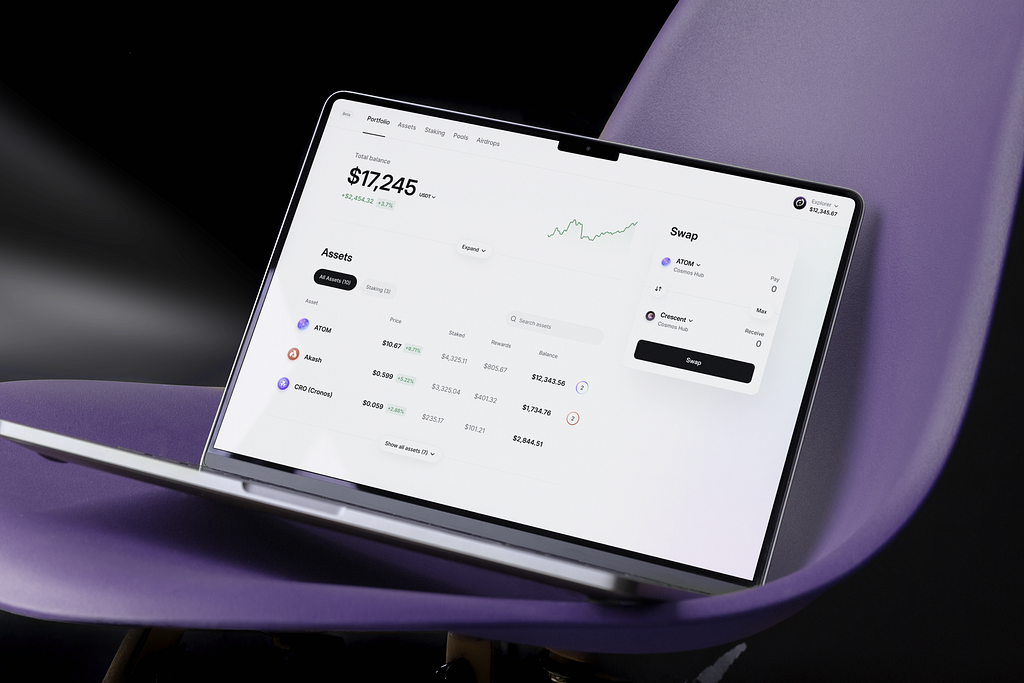 Beta
Portfolio Assets Staking Pools Airdrops
Explorer
$12,345.67
Total balance
$17,245 USDT
+$2,454.32 +3.7%
Expand
Assets
All Assets (10) Staking (3)
Search assets
Asset Price Staked Rewards Balance
ATOM $10.67 +0.71% $4,325.11 $805.67 $12,343.56 2
Akash $0.599 +5.22% $3,325.04 $401.32 $1,734.76 2
CRO (Cronos) $0.059 +2.88% $235.17 $101.21 $2,844.51
Show all assets (7)
Swap
ATOM
Cosmos Hub
Pay
0
Max
Crescent
Cosmos Hub
Receive
0
Swap